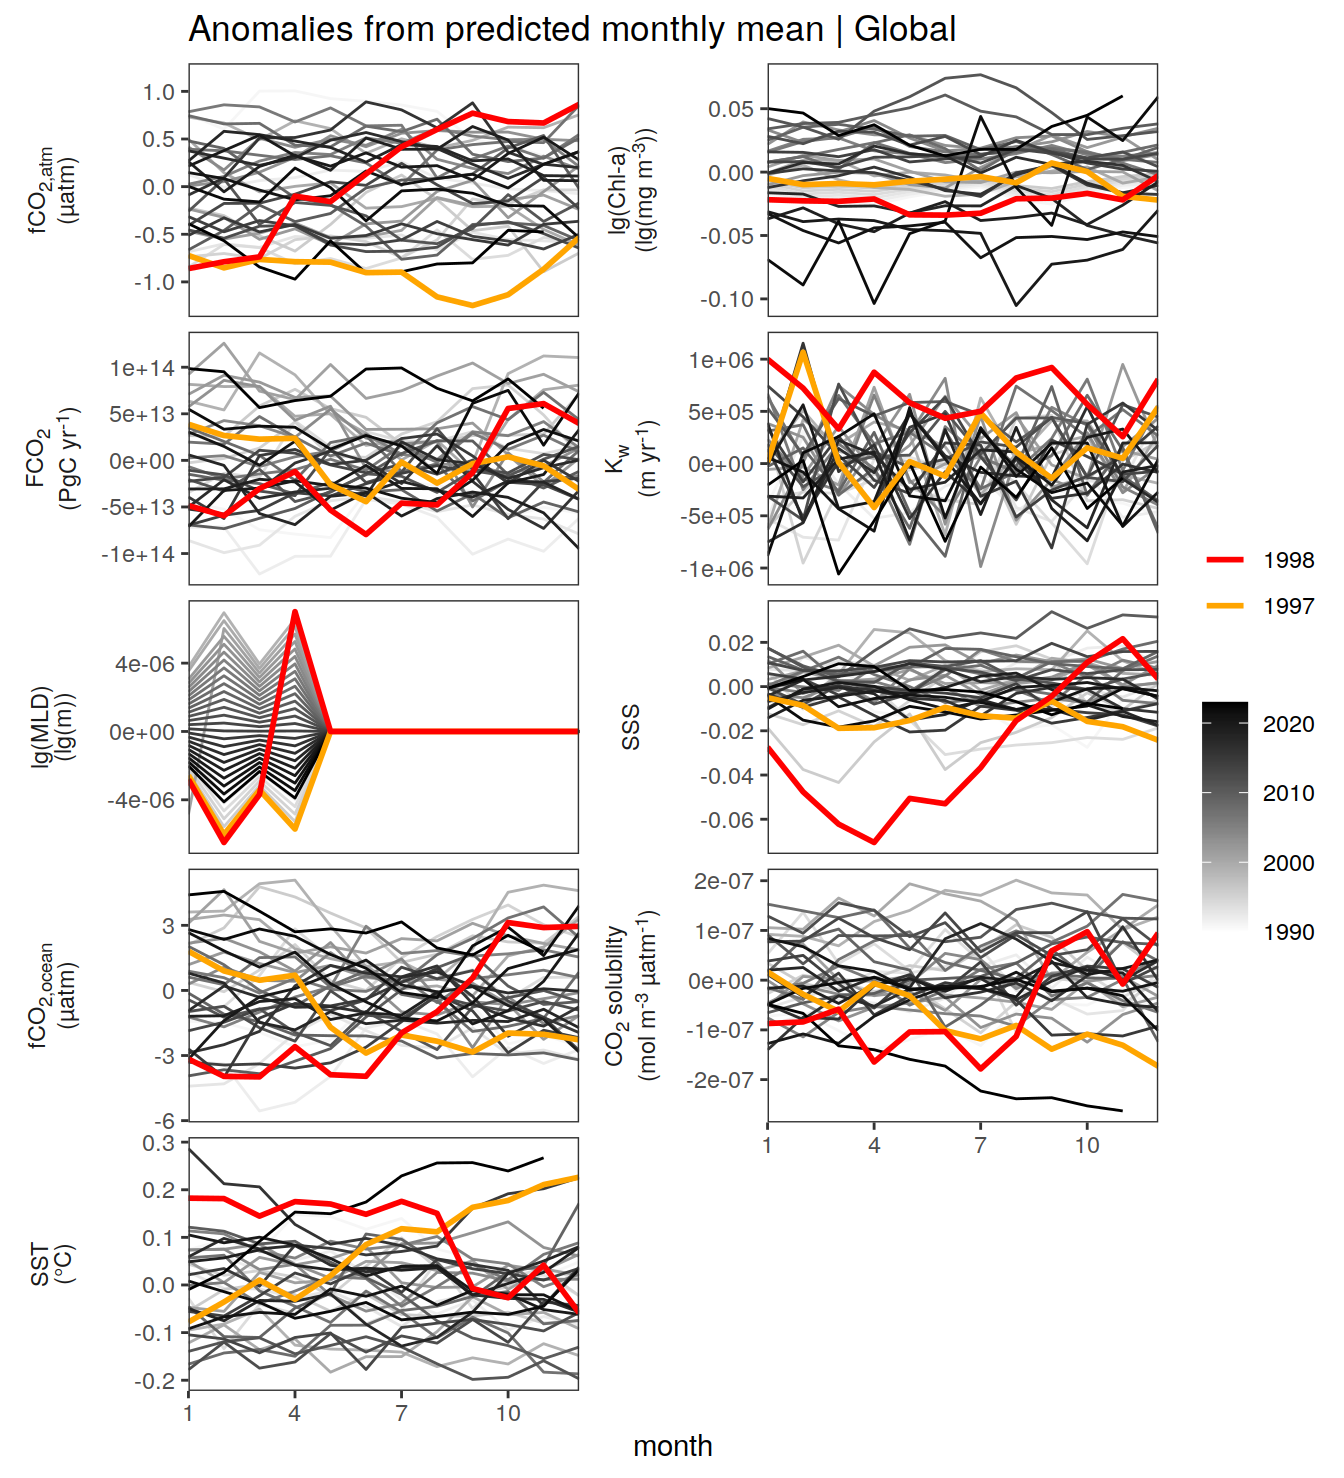 Anomalies from predicted monthly mean | Global
fCO2,atm
(µatm)
1.0
0.5
0.0
-0.5
-1.0
lg(Chl-a)
(lg(mg m-3))
0.05
0.00
-0.05
-0.10
FCO2
(PgC yr-1)
1e+14
5e+13
0e+00
-5e+13
-1e+14
Kw
(m yr-1)
1e+06
5e+05
0e+00
-5e+05
-1e+06
lg(MLD)
(lg(m))
4e-06
0e+00
-4e-06
SSS
0.02
0.00
-0.02
-0.04
-0.06
fCO2,ocean
(µatm)
3
0
-3
-6
CO2 solubility
(mol m-3 µatm-1)
2e-07
1e-07
0e+00
-1e-07
-2e-07
1 4 7 10
SST
(°C)
0.3
0.2
0.1
0.0
-0.1
-0.2
1 4 7 10
month
1998
1997
2020
2010
2000
1990